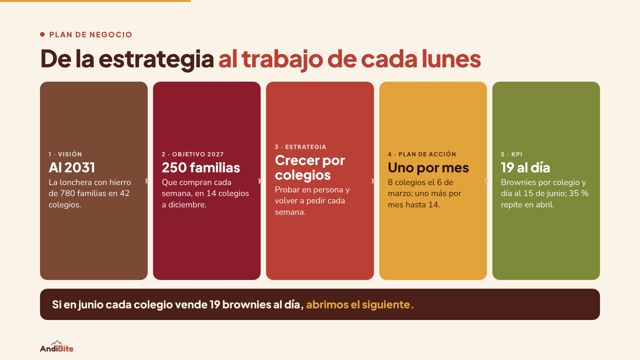 PLAN DE NEGOCIO
De la estrategia al trabajo de cada lunes
1 · VISIÓN
Al 2031
La lonchera con hierro
de 780 familias en 42
colegios.
2 · OBJETIVO 2027
250 familias
Que compran cada
semana, en 14 colegios
a diciembre.
3 · ESTRATEGIA
Crecer por
colegios
Probar en persona y
volver a pedir cada
semana.
4 · PLAN DE ACCIÓN
Uno por mes
8 colegios el 6 de
marzo; uno más por
mes hasta 14.
5 · KPI
19 al día
Brownies por colegio y
día al 15 de junio; 35 %
repite en abril.
Si en junio cada colegio vende 19 brownies al día, abrimos el siguiente.
AndiBite